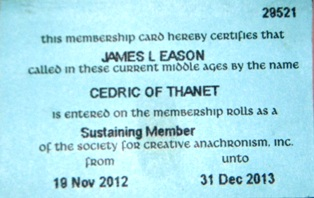 29521
this membership card hereby certifies that
JAMES L EASON
called in these current middle ages by the name
CEDRIC OF THANET
is entered on the membership rolls as a
Sustaining Member
of the society for creative anachronism, inc.
from unto
19 Nov 2012 31 Dec 2013